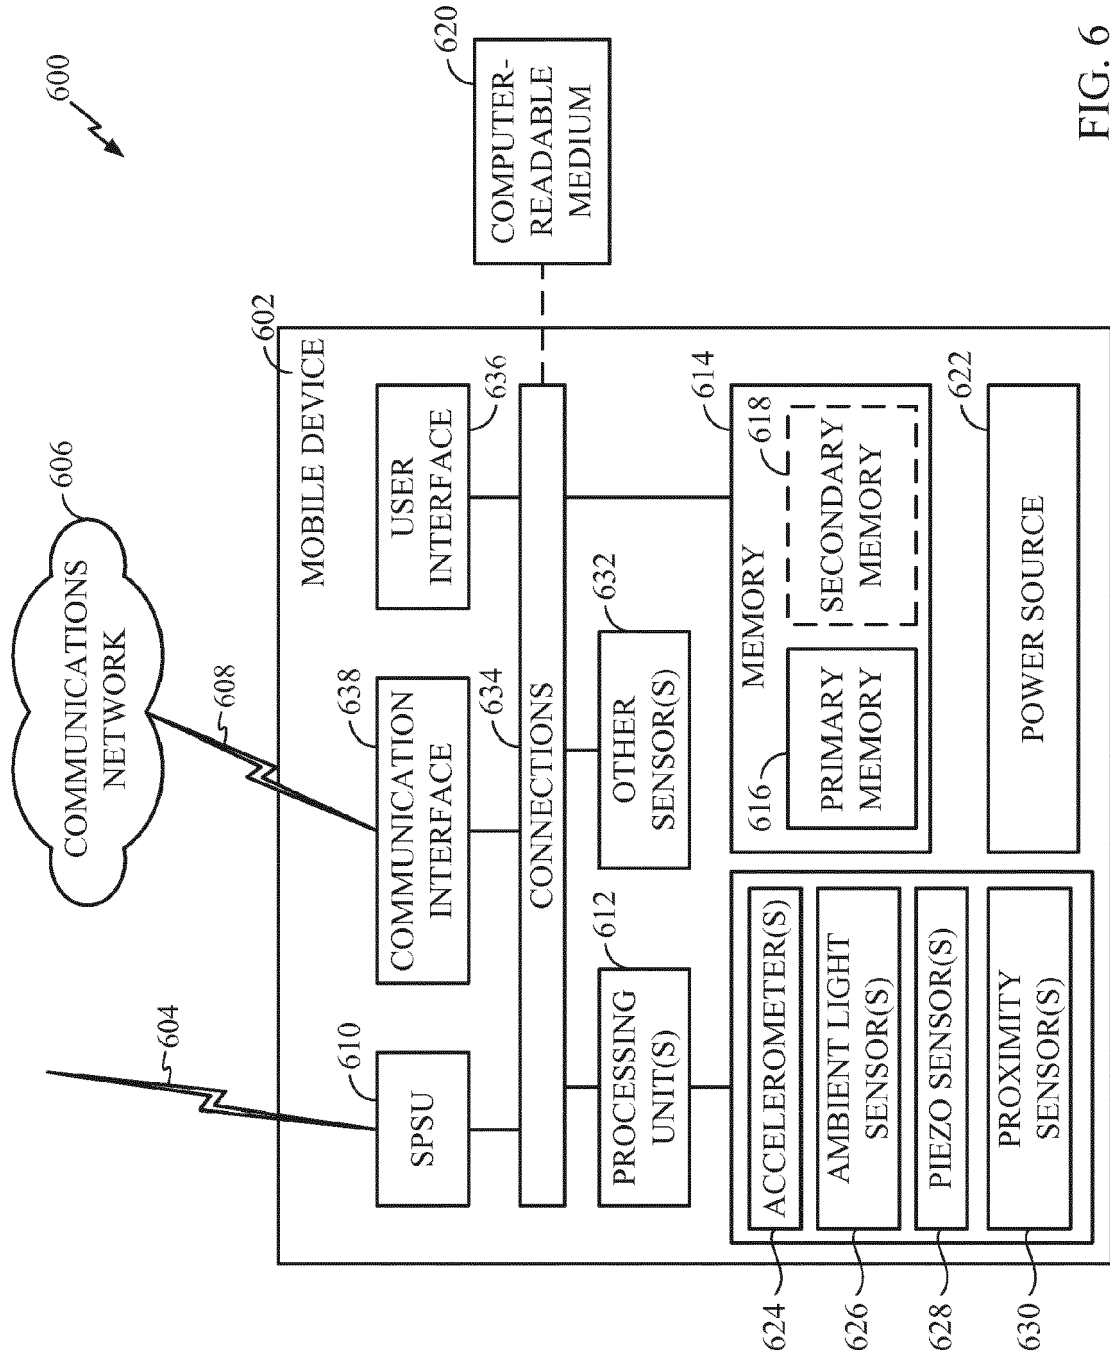 600
COMMUNICATIONS
NETWORK
606
604
608
MOBILE DEVICE
602
610
SPSU
638
COMMUNICATION
INTERFACE
USER
INTERFACE
636
634
CONNECTIONS
COMPUTER-
READABLE
MEDIUM
620
612
PROCESSING
UNIT(S)
632
OTHER
SENSOR(S)
614
MEMORY
616
PRIMARY
MEMORY
618
SECONDARY
MEMORY
622
POWER SOURCE
624
ACCELEROMETER(S)
626
AMBIENT LIGHT
SENSOR(S)
628
PIEZO SENSOR(S)
630
PROXIMITY
SENSOR(S)
FIG. 6